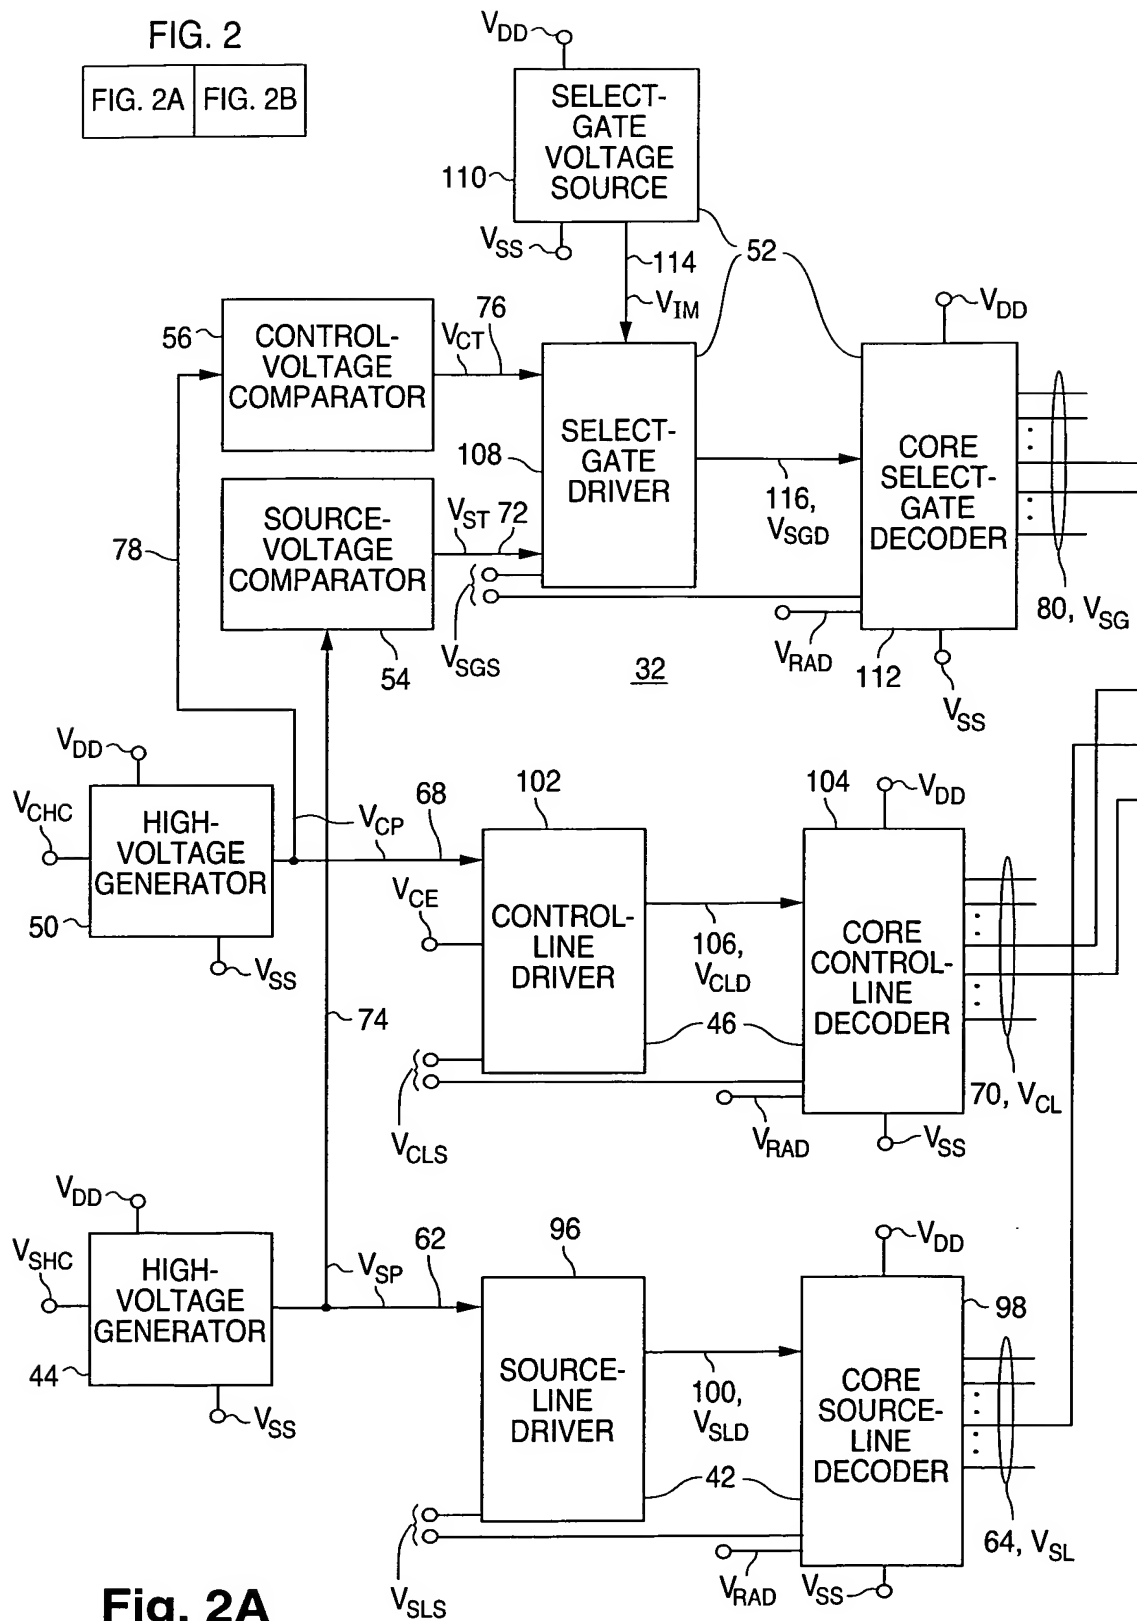 FIG. 2
FIG. 2A FIG. 2B
VDD
SELECT-
GATE
VOLTAGE
SOURCE
110
VSS
114
VIM
52
56
CONTROL-
VOLTAGE
COMPARATOR
VCT
76
108
SELECT-
GATE
DRIVER
VDD
CORE
SELECT-
GATE
DECODER
116,
VSGD
78
SOURCE-
VOLTAGE
COMPARATOR
VST
72
54
VSGS
VRAD
32
112
VSS
80, VSG
VDD
VCHC
HIGH-
VOLTAGE
GENERATOR
50
VSS
VCP
68
VCE
102
CONTROL-
LINE
DRIVER
106,
VCLD
104
VDD
CORE
CONTROL-
LINE
DECODER
74
46
VCLS
VRAD
VSS
70, VCL
VDD
VSHC
HIGH-
VOLTAGE
GENERATOR
44
VSS
VSP
62
96
SOURCE-
LINE
DRIVER
100,
VSLD
VDD
98
CORE
SOURCE-
LINE
DECODER
42
VSLS
VRAD
VSS
64, VSL
Fig. 2A